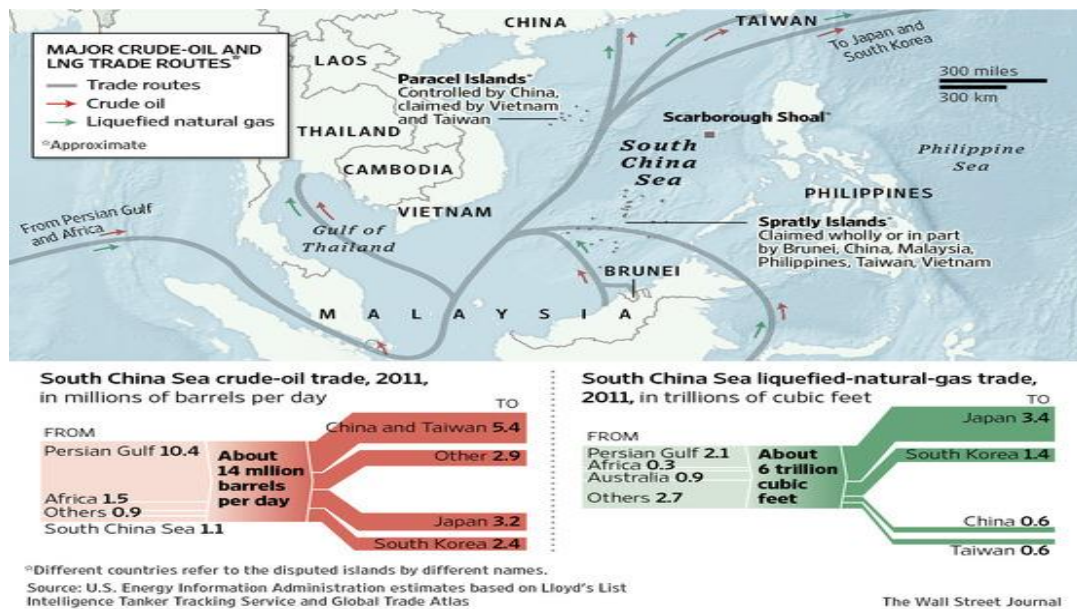 MAJOR CRUDE-OIL AND
LNG TRADE ROUTES*
Trade routes
Crude oil
Liquefied natural gas
*Approximate
CHINA
TAIWAN
To Japan and
South Korea
LAOS
Paracel Islands*
Controlled by China,
claimed by Vietnam
and Taiwan
300 miles
300 km
THAILAND
Scarborough Shoal*
South
China
Sea
Philippine
Sea
CAMBODIA
PHILIPPINES
VIETNAM
From Persian Gulf
and Africa
Gulf of
Thailand
Spratly Islands*
Claimed wholly or in part
by Brunei, China, Malaysia,
Philippines, Taiwan, Vietnam
BRUNEI
MALAYSIA
South China Sea crude-oil trade, 2011,
in millions of barrels per day
FROM
TO
Persian Gulf 10.4
Africa 1.5
Others 0.9
South China Sea 1.1
About
14 mllion
barrels
per day
China and Taiwan 5.4
Other 2.9
Japan 3.2
South Korea 2.4
South China Sea liquefied-natural-gas trade,
2011, in trillions of cubic feet
FROM
TO
Persian Gulf 2.1
Africa 0.3
Australia 0.9
Others 2.7
About
6 trillion
cubic
feet
Japan 3.4
South Korea 1.4
China 0.6
Taiwan 0.6
*Different countries refer to the disputed islands by different names.
Source: U.S. Energy Information Administration estimates based on Lloyd's List
Intelligence Tanker Tracking Service and Global Trade Atlas
The Wall Street Journal